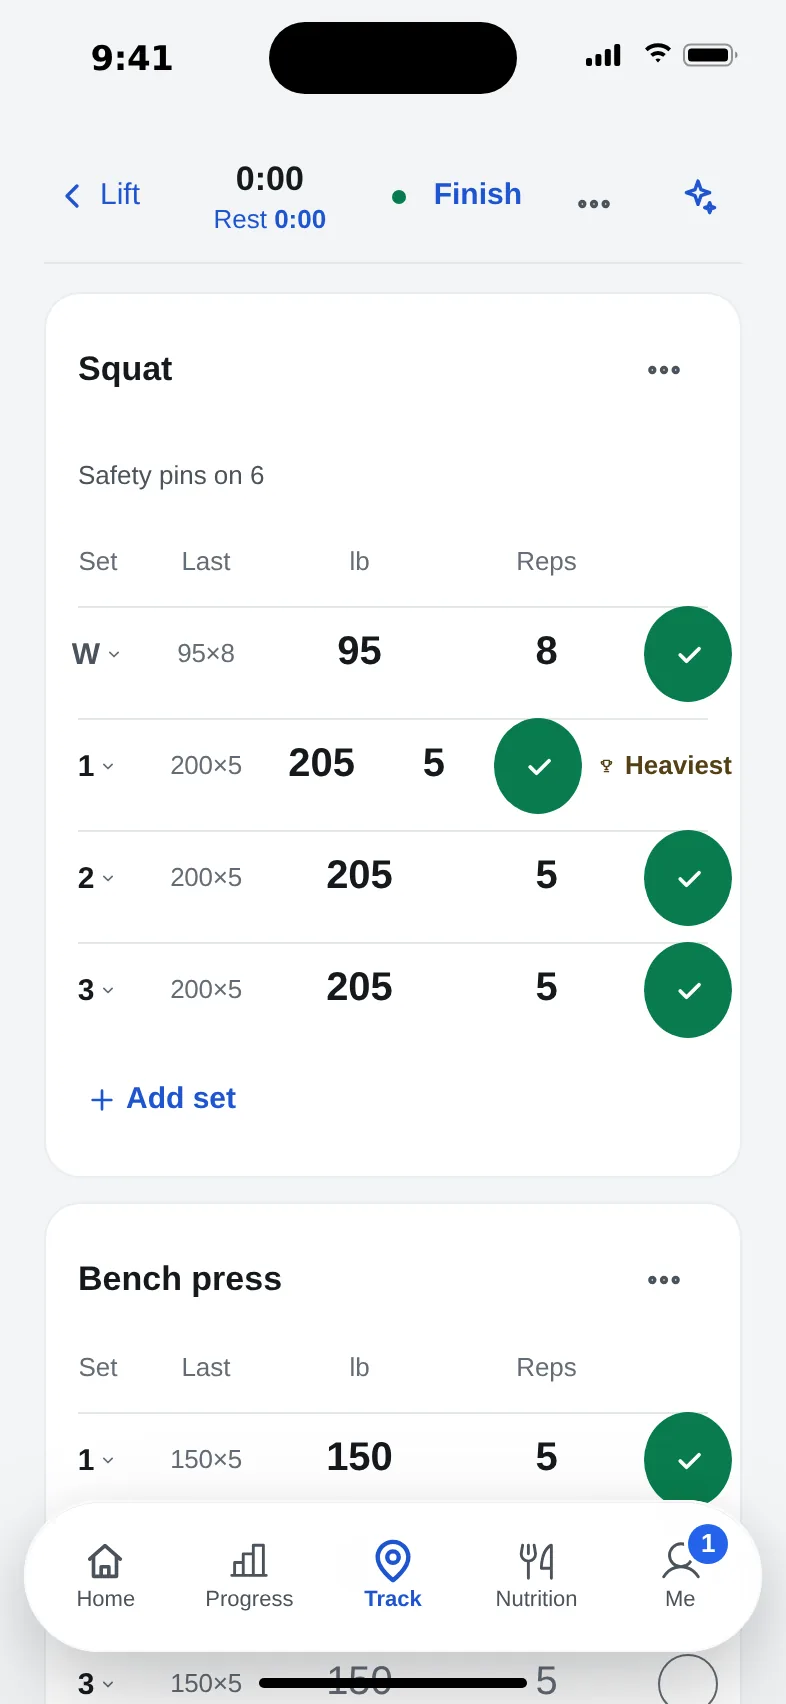 9:41
Lift
0:00
Rest 0:00
Finish
Squat
Safety pins on 6
Set Last lb Reps
W 95×8 95 8
1 200×5 205 5 Heaviest
2 200×5 205 5
3 200×5 205 5
Add set
Bench press
Set Last lb Reps
1 150×5 150 5
Home Progress Track Nutrition Me 1
3 150×5 150 5